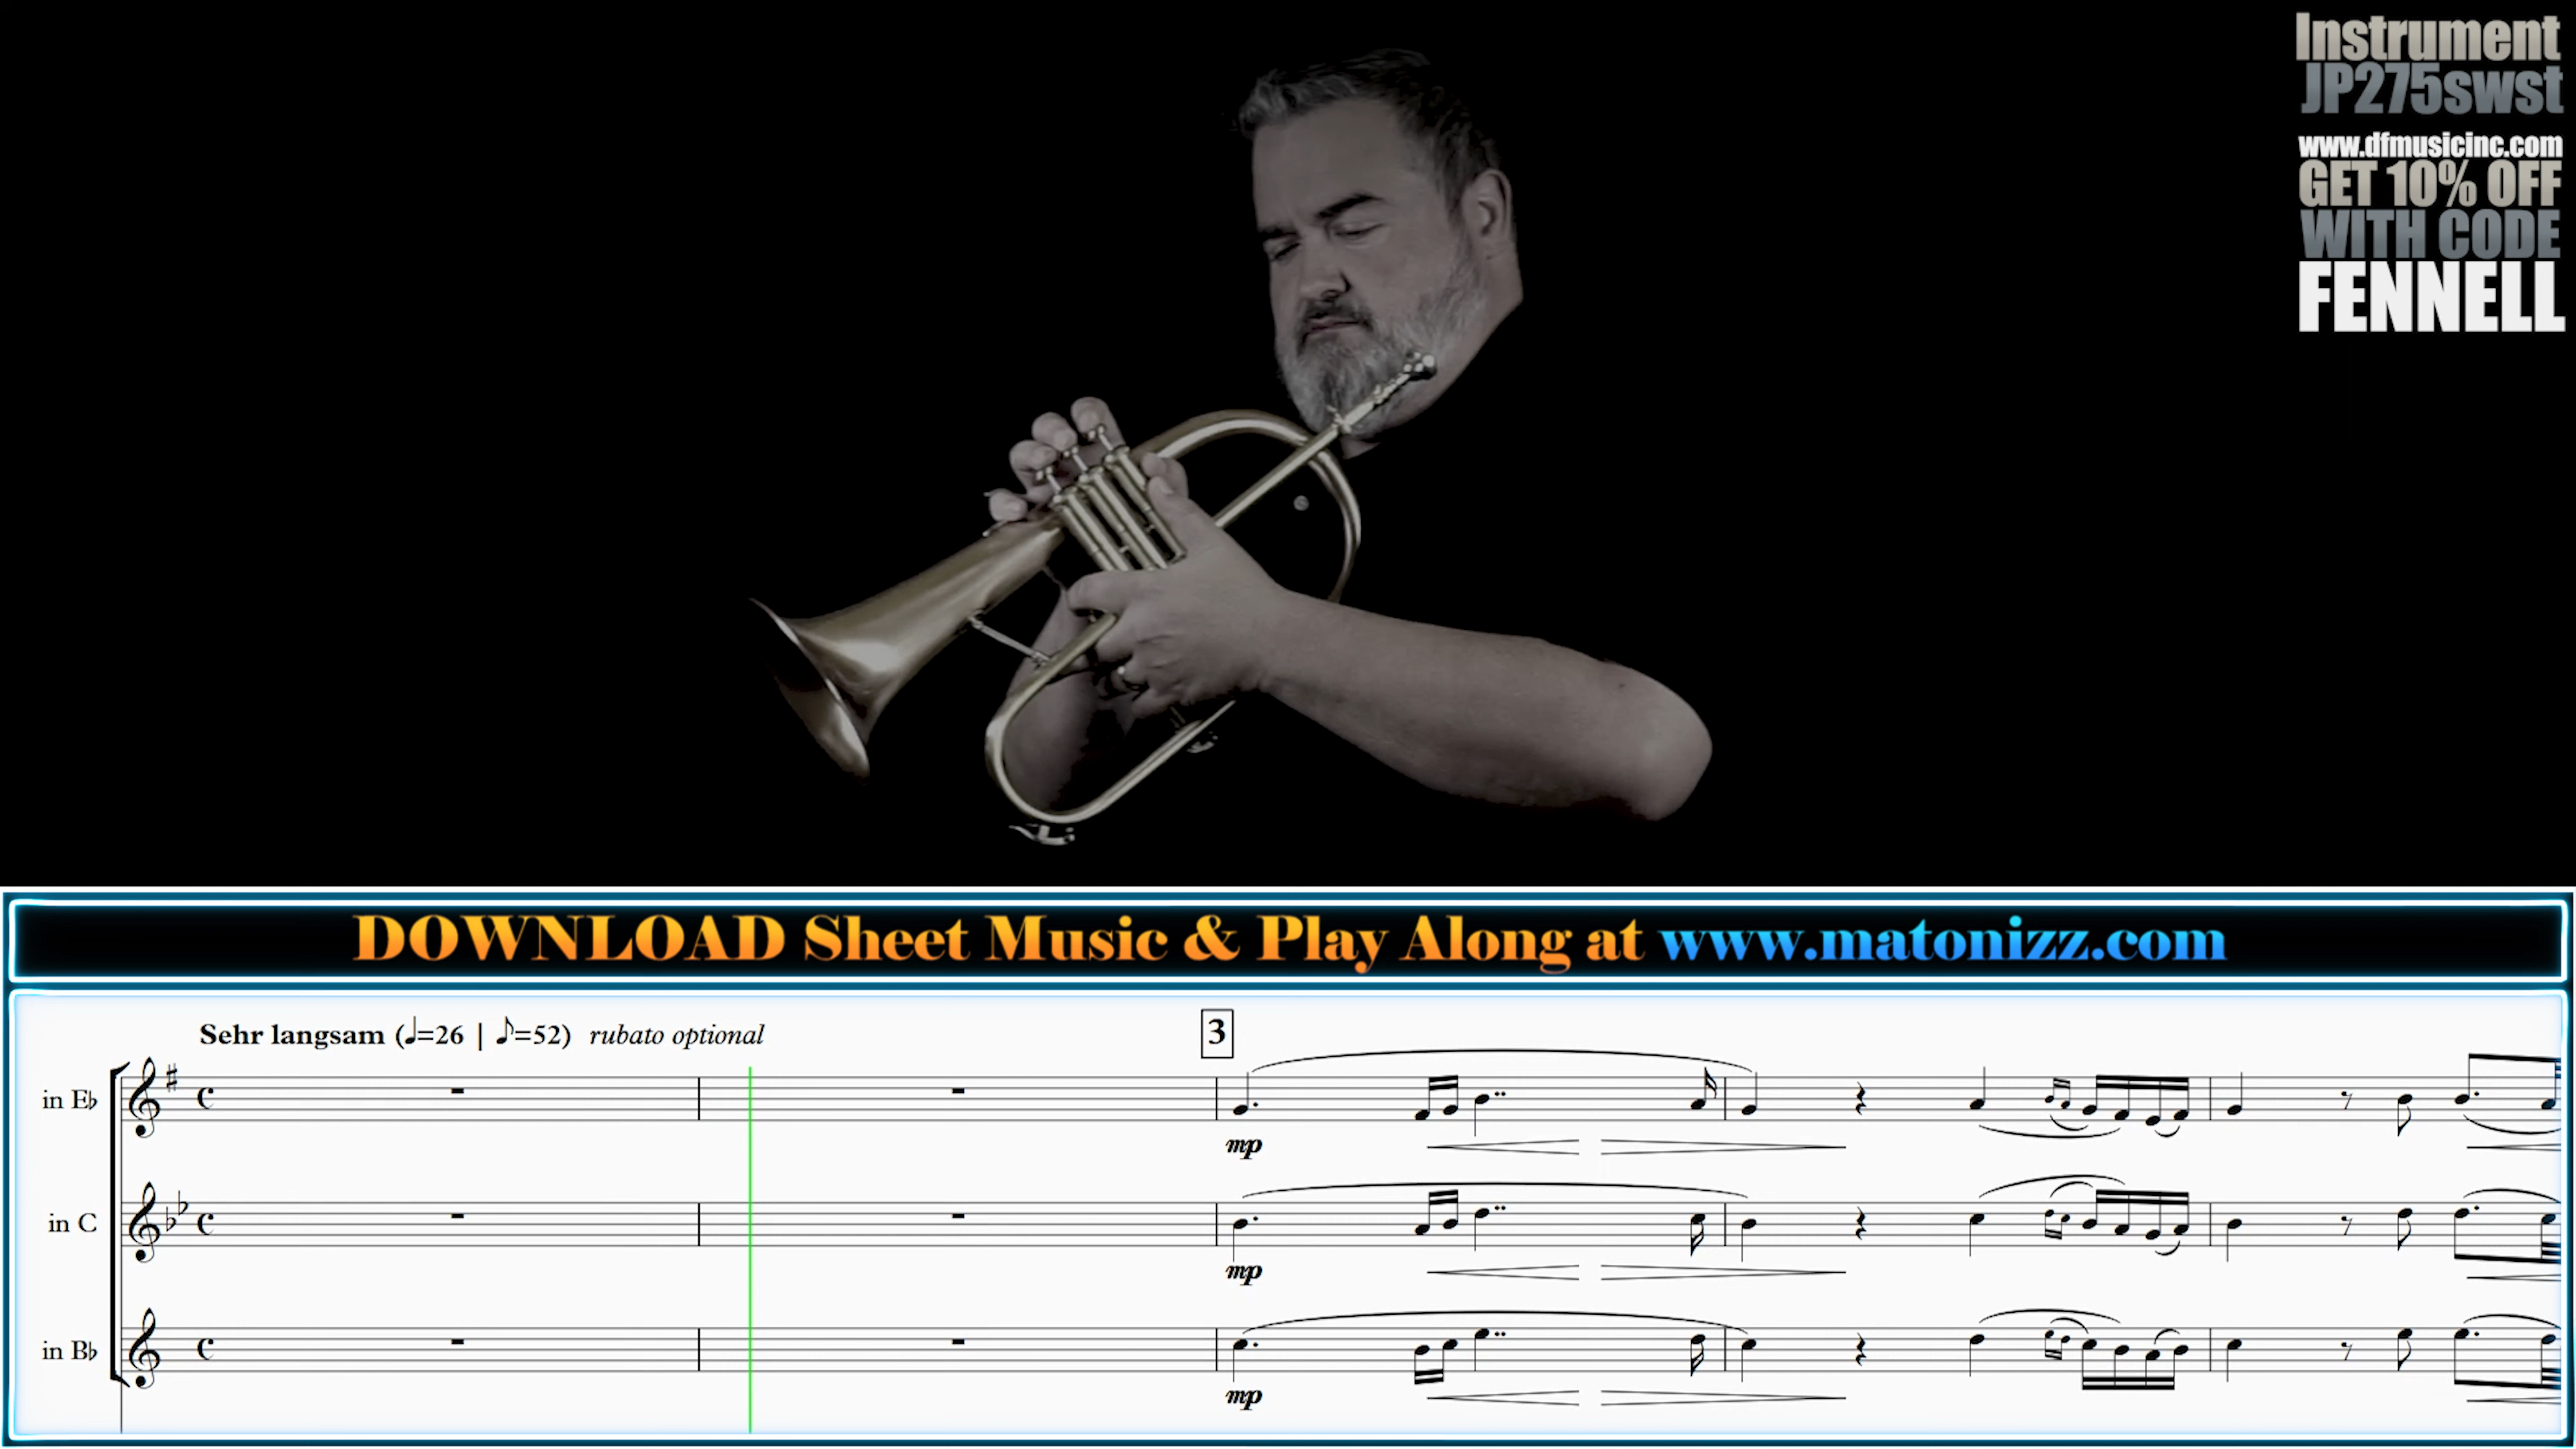 Instrument
JP275swst
www.dfmusicinc.com
GET 10% OFF
WITH CODE
FENNELL
DOWNLOAD Sheet Music & Play Along at www.matonizz.com
Sehr langsam (♩=26 | ♪=52) rubato optional
3
in E♭
mp
in C
mp
in B♭
mp